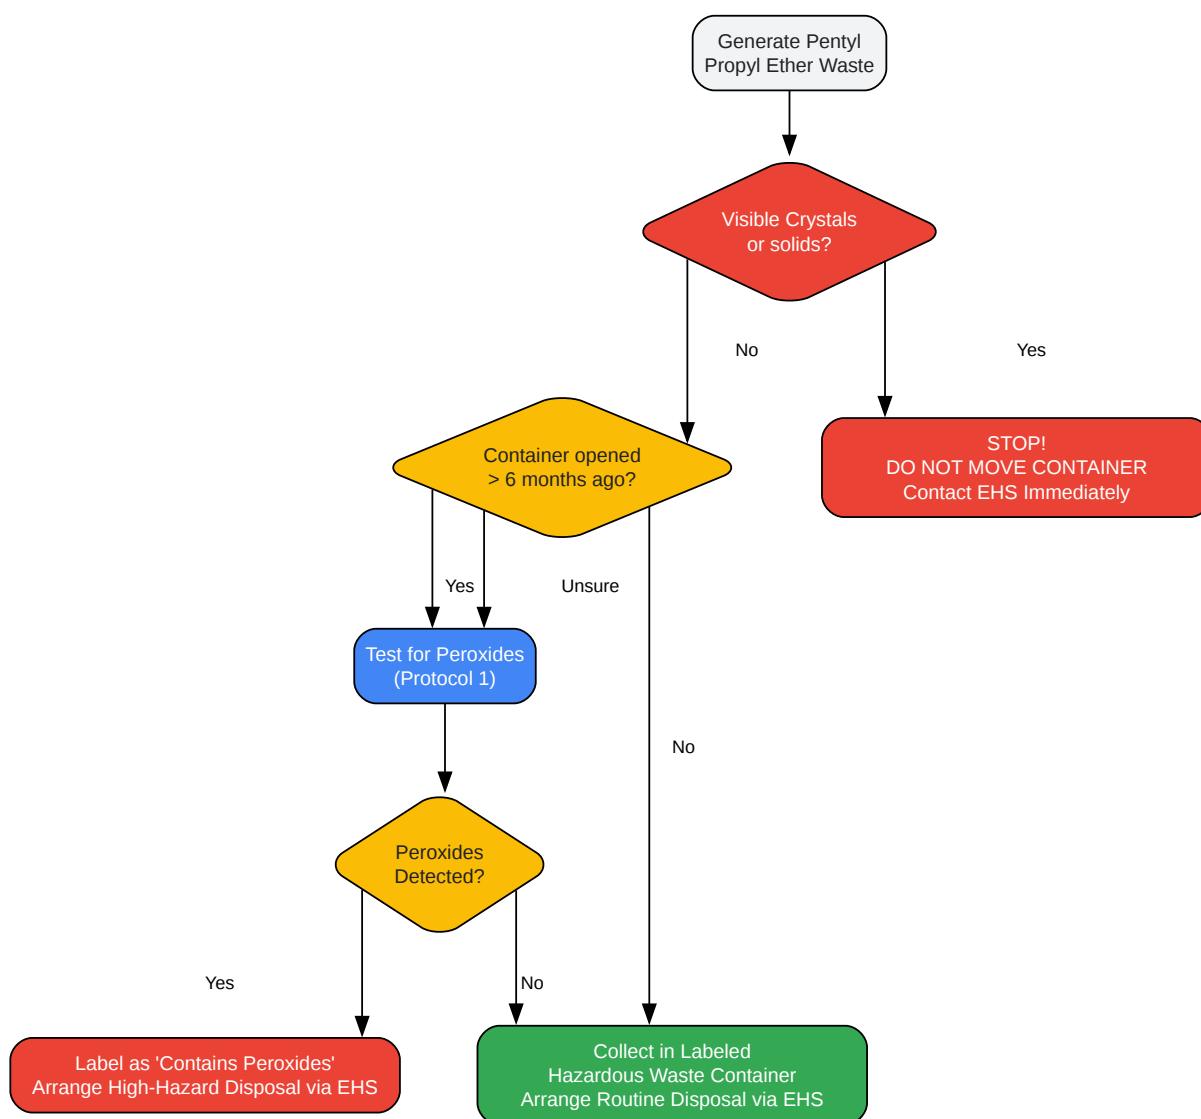 Generate Pentyl
Propyl Ether Waste
Visible Crystals
or solids?
No
Yes
STOP!
DO NOT MOVE CONTAINER
Contact EHS Immediately
Container opened
> 6 months ago?
Yes
Unsure
No
Test for Peroxides
(Protocol 1)
Peroxides
Detected?
Yes
No
Label as 'Contains Peroxides'
Arrange High-Hazard Disposal via EHS
Collect in Labeled
Hazardous Waste Container
Arrange Routine Disposal via EHS